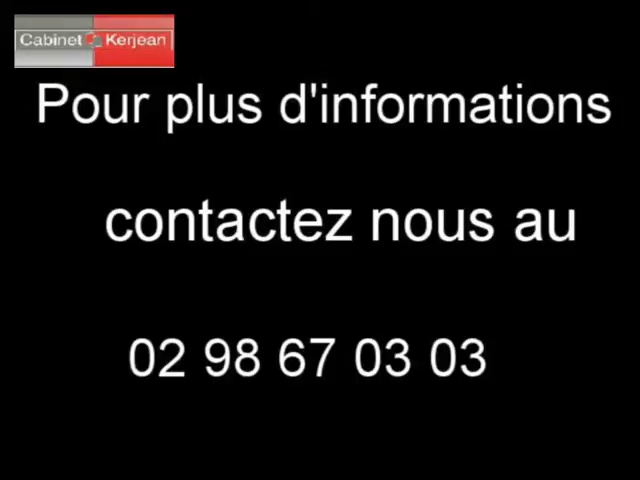 Cabinet Kerjean
Pour plus d'informations
contactez nous au
02 98 67 03 03